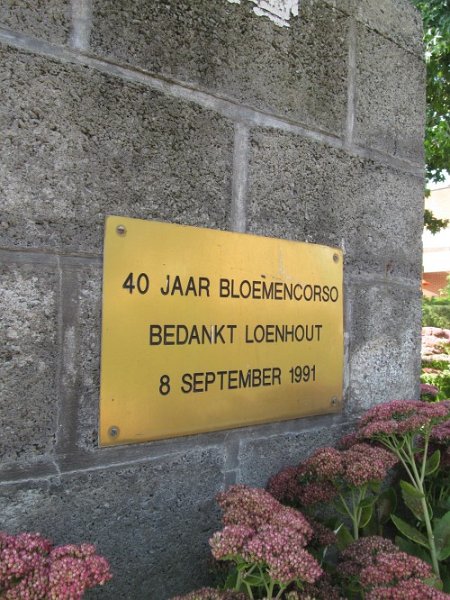 40 JAAR BLOEMENCORSO
BEDANKT LOENHOUT
8 SEPTEMBER 1991